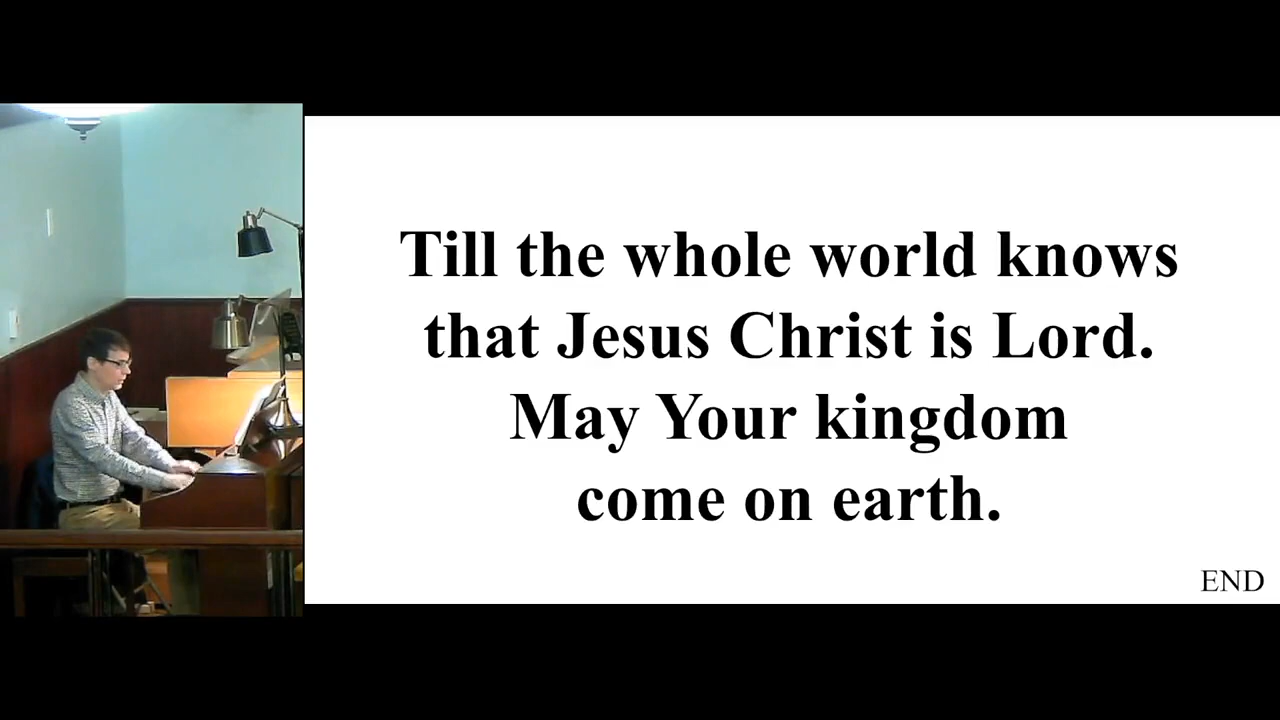 Till the whole world knows
that Jesus Christ is Lord.
May Your kingdom
come on earth.
END